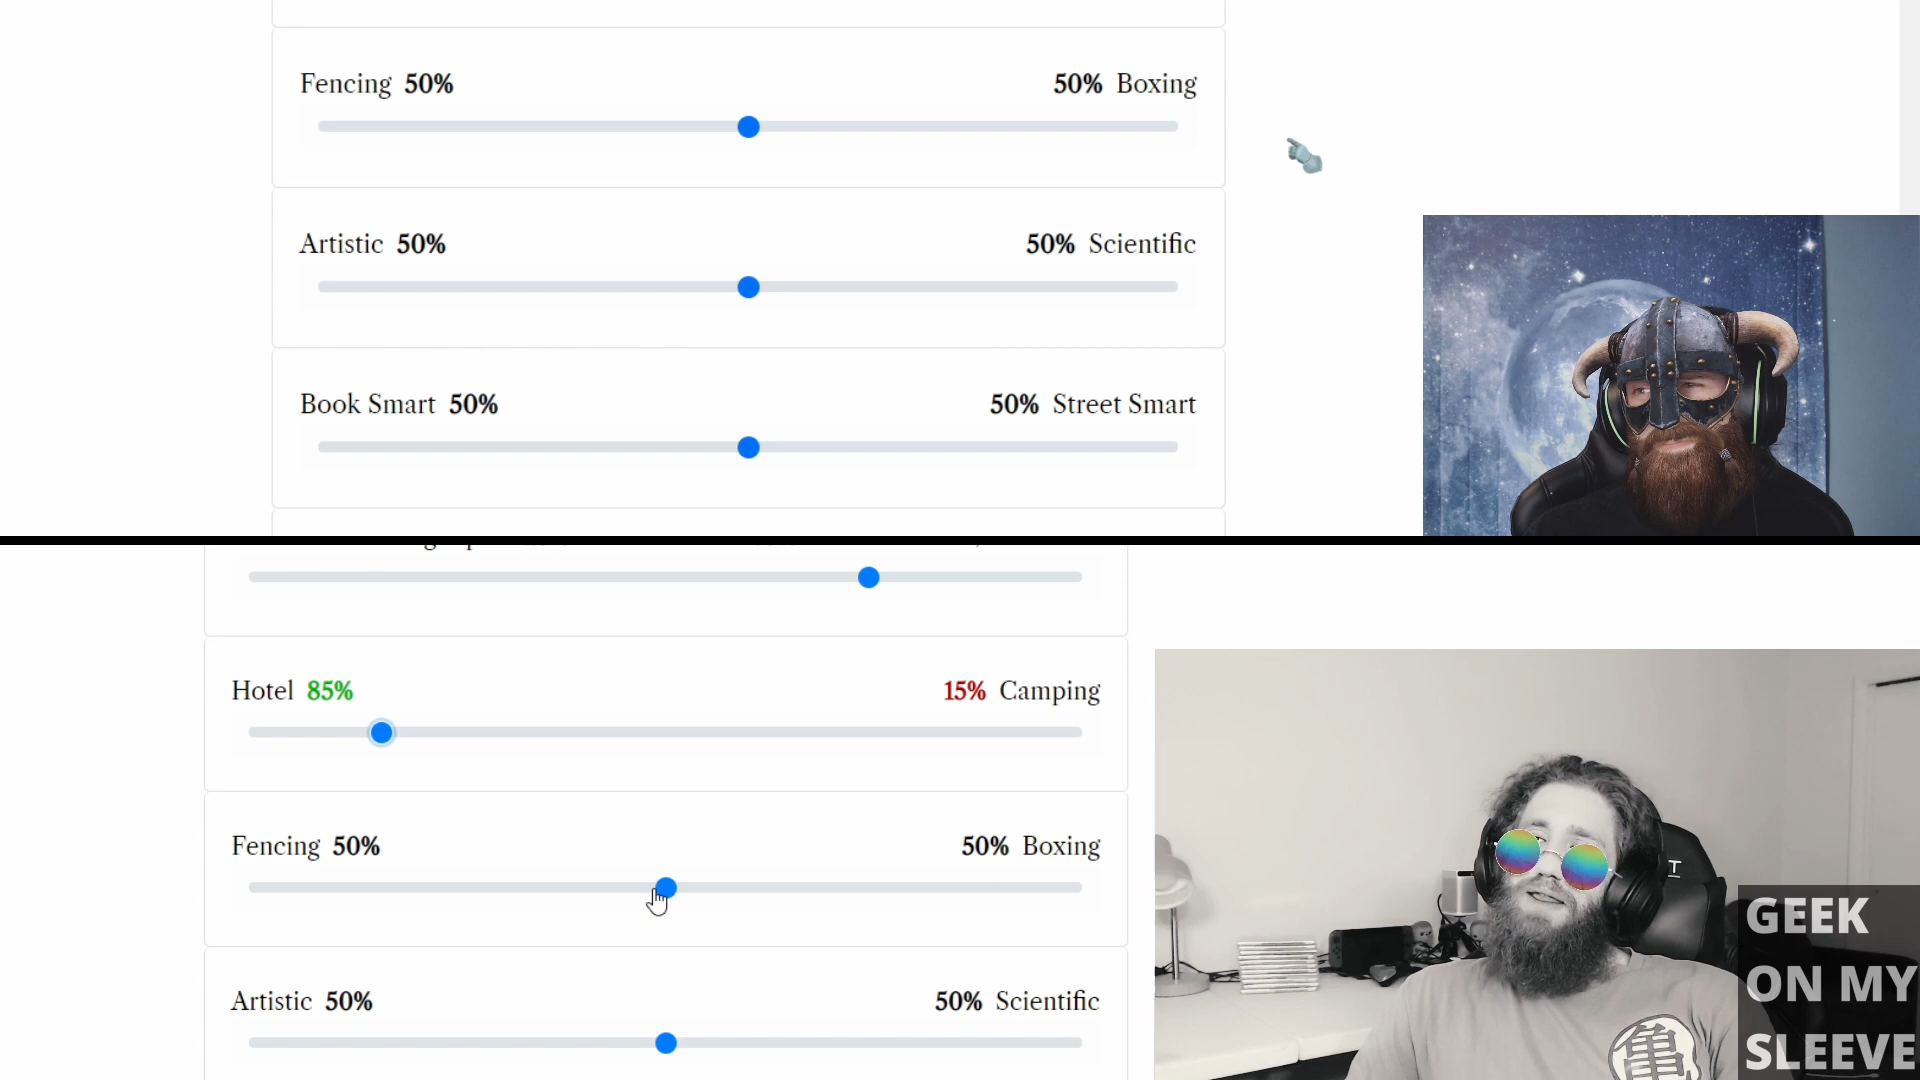 Fencing 50% 50% Boxing
Artistic 50% 50% Scientific
Book Smart 50% 50% Street Smart
Hotel 85% 15% Camping
Fencing 50% 50% Boxing
Artistic 50% 50% Scientific
T
亀
GEEK
ON MY
SLEEVE